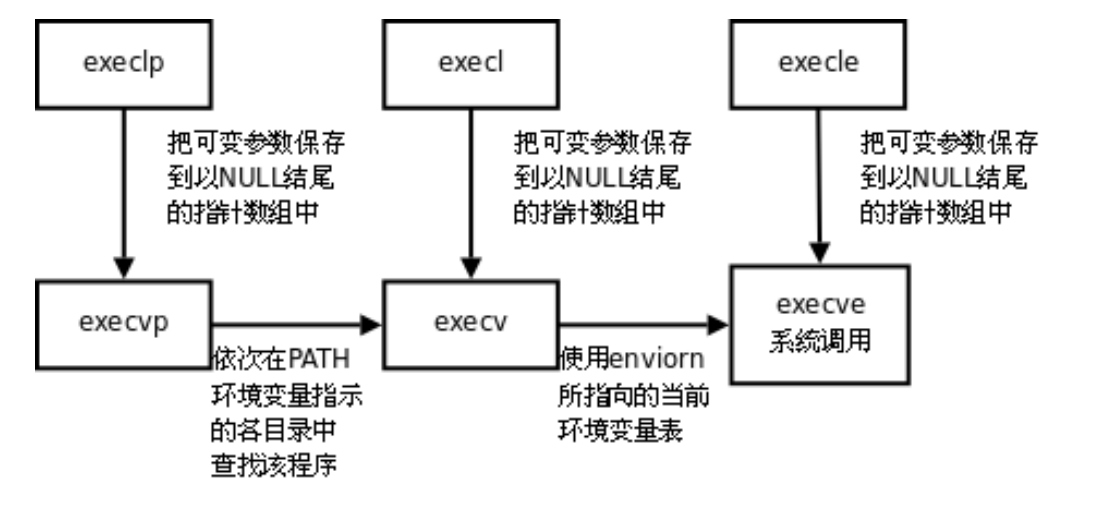 execlp
execl
execle
把可变参数保存
到以NULL结尾
的指针数组中
把可变参数保存
到以NULL结尾
的指针数组中
把可变参数保存
到以NULL结尾
的指针数组中
execvp
execv
execve
系统调用
依次在PATH
环境变量指示
的各目录中
查找该程序
使用enviorn
所指向的当前
环境变量表